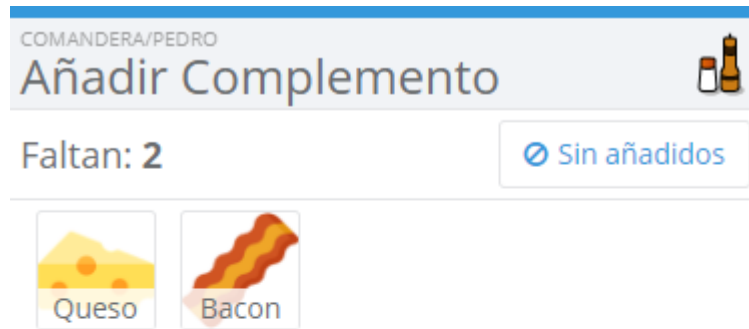 COMANDERA/PEDRO
Añadir Complemento
Faltan: 2
Sin añadidos
Queso
Bacon